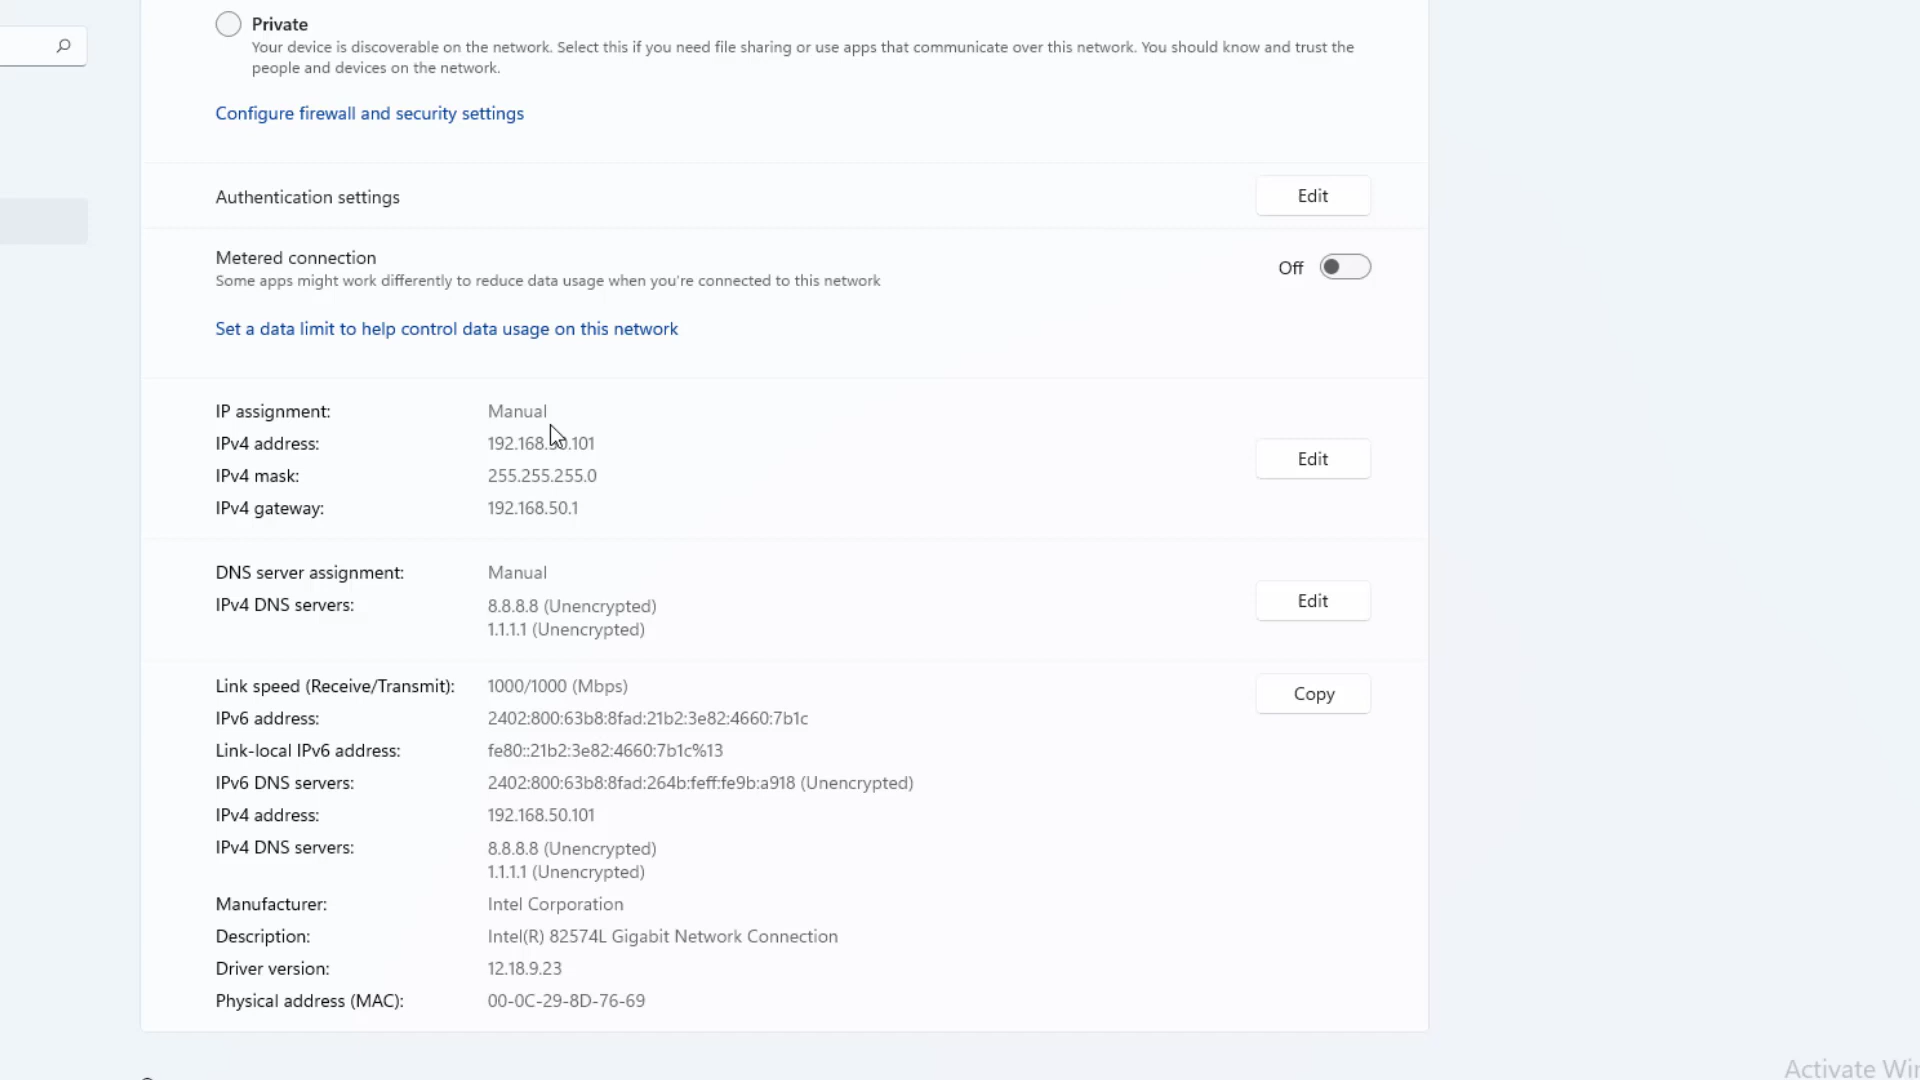 Private
Your device is discoverable on the network. Select this if you need file sharing or use apps that communicate over this network. You should know and trust the
people and devices on the network.
Configure firewall and security settings
Authentication settings
Edit
Metered connection
Some apps might work differently to reduce data usage when you're connected to this network
Off
Set a data limit to help control data usage on this network
IP assignment: Manual
IPv4 address: 192.168.50.101
IPv4 mask: 255.255.255.0
IPv4 gateway: 192.168.50.1
Edit
DNS server assignment: Manual
IPv4 DNS servers: 8.8.8.8 (Unencrypted)
1.1.1.1 (Unencrypted)
Edit
Link speed (Receive/Transmit): 1000/1000 (Mbps)
Copy
IPv6 address: 2402:800:63b8:8fad:21b2:3e82:4660:7b1c
Link-local IPv6 address: fe80::21b2:3e82:4660:7b1c%13
IPv6 DNS servers: 2402:800:63b8:8fad:264b:feff:fe9b:a918 (Unencrypted)
IPv4 address: 192.168.50.101
IPv4 DNS servers: 8.8.8.8 (Unencrypted)
1.1.1.1 (Unencrypted)
Manufacturer: Intel Corporation
Description: Intel(R) 82574L Gigabit Network Connection
Driver version: 12.18.9.23
Physical address (MAC): 00-0C-29-8D-76-69
Activate Win